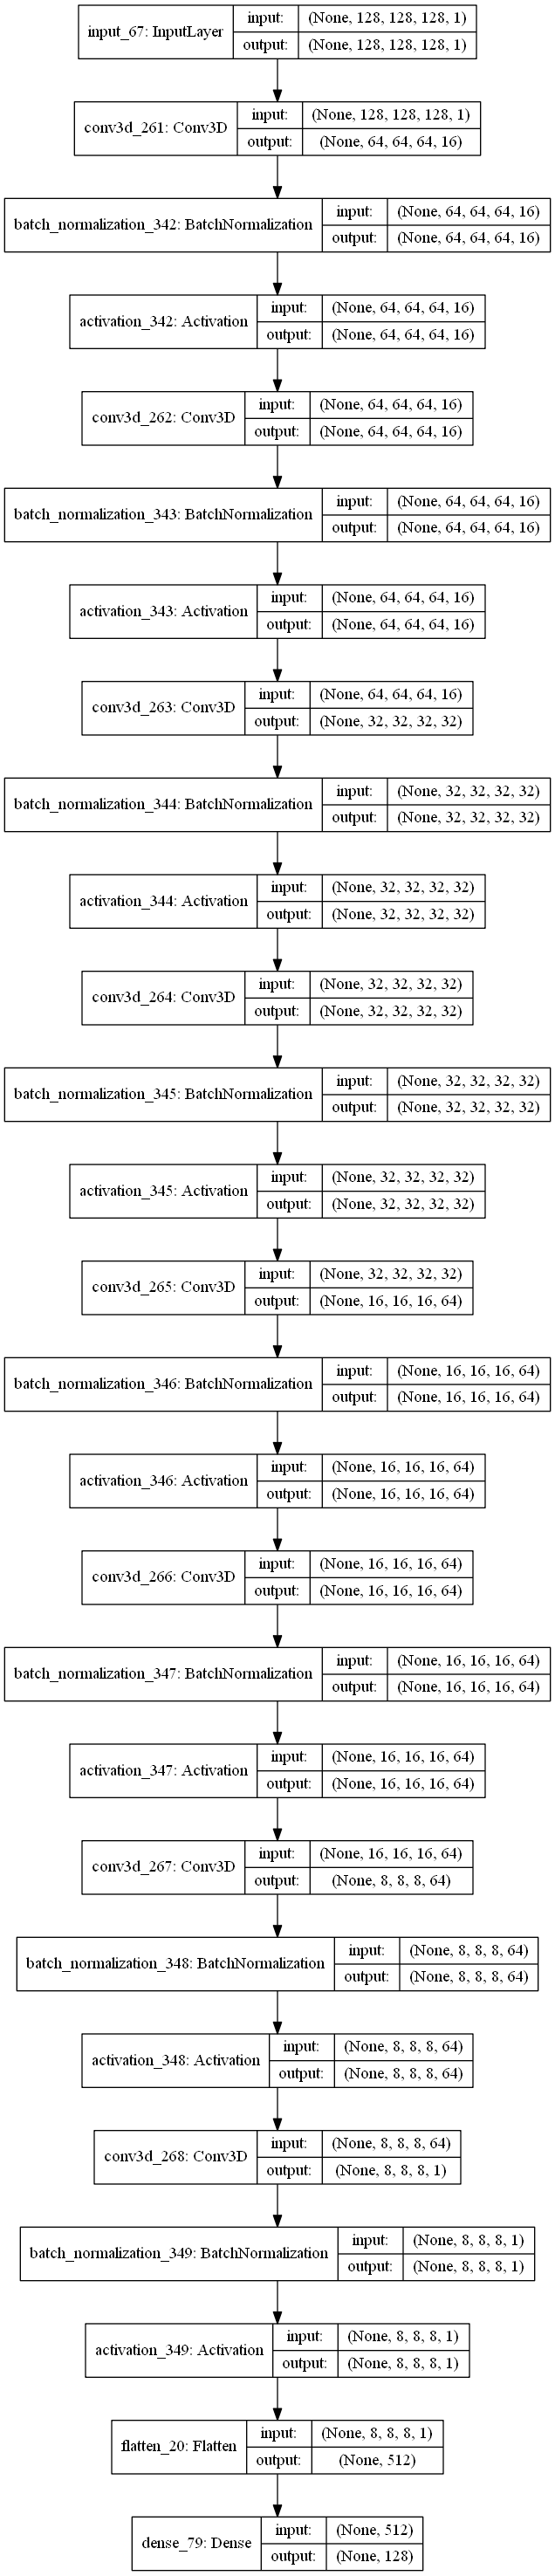 input_67: InputLayer
input: (None, 128, 128, 128, 1)
output: (None, 128, 128, 128, 1)
conv3d_261: Conv3D
input: (None, 128, 128, 128, 1)
output: (None, 64, 64, 64, 16)
batch_normalization_342: BatchNormalization
input: (None, 64, 64, 64, 16)
output: (None, 64, 64, 64, 16)
activation_342: Activation
input: (None, 64, 64, 64, 16)
output: (None, 64, 64, 64, 16)
conv3d_262: Conv3D
input: (None, 64, 64, 64, 16)
output: (None, 64, 64, 64, 16)
batch_normalization_343: BatchNormalization
input: (None, 64, 64, 64, 16)
output: (None, 64, 64, 64, 16)
activation_343: Activation
input: (None, 64, 64, 64, 16)
output: (None, 64, 64, 64, 16)
conv3d_263: Conv3D
input: (None, 64, 64, 64, 16)
output: (None, 32, 32, 32, 32)
batch_normalization_344: BatchNormalization
input: (None, 32, 32, 32, 32)
output: (None, 32, 32, 32, 32)
activation_344: Activation
input: (None, 32, 32, 32, 32)
output: (None, 32, 32, 32, 32)
conv3d_264: Conv3D
input: (None, 32, 32, 32, 32)
output: (None, 32, 32, 32, 32)
batch_normalization_345: BatchNormalization
input: (None, 32, 32, 32, 32)
output: (None, 32, 32, 32, 32)
activation_345: Activation
input: (None, 32, 32, 32, 32)
output: (None, 32, 32, 32, 32)
conv3d_265: Conv3D
input: (None, 32, 32, 32, 32)
output: (None, 16, 16, 16, 64)
batch_normalization_346: BatchNormalization
input: (None, 16, 16, 16, 64)
output: (None, 16, 16, 16, 64)
activation_346: Activation
input: (None, 16, 16, 16, 64)
output: (None, 16, 16, 16, 64)
conv3d_266: Conv3D
input: (None, 16, 16, 16, 64)
output: (None, 16, 16, 16, 64)
batch_normalization_347: BatchNormalization
input: (None, 16, 16, 16, 64)
output: (None, 16, 16, 16, 64)
activation_347: Activation
input: (None, 16, 16, 16, 64)
output: (None, 16, 16, 16, 64)
conv3d_267: Conv3D
input: (None, 16, 16, 16, 64)
output: (None, 8, 8, 8, 64)
batch_normalization_348: BatchNormalization
input: (None, 8, 8, 8, 64)
output: (None, 8, 8, 8, 64)
activation_348: Activation
input: (None, 8, 8, 8, 64)
output: (None, 8, 8, 8, 64)
conv3d_268: Conv3D
input: (None, 8, 8, 8, 64)
output: (None, 8, 8, 8, 1)
batch_normalization_349: BatchNormalization
input: (None, 8, 8, 8, 1)
output: (None, 8, 8, 8, 1)
activation_349: Activation
input: (None, 8, 8, 8, 1)
output: (None, 8, 8, 8, 1)
flatten_20: Flatten
input: (None, 8, 8, 8, 1)
output: (None, 512)
dense_79: Dense
input: (None, 512)
output: (None, 128)